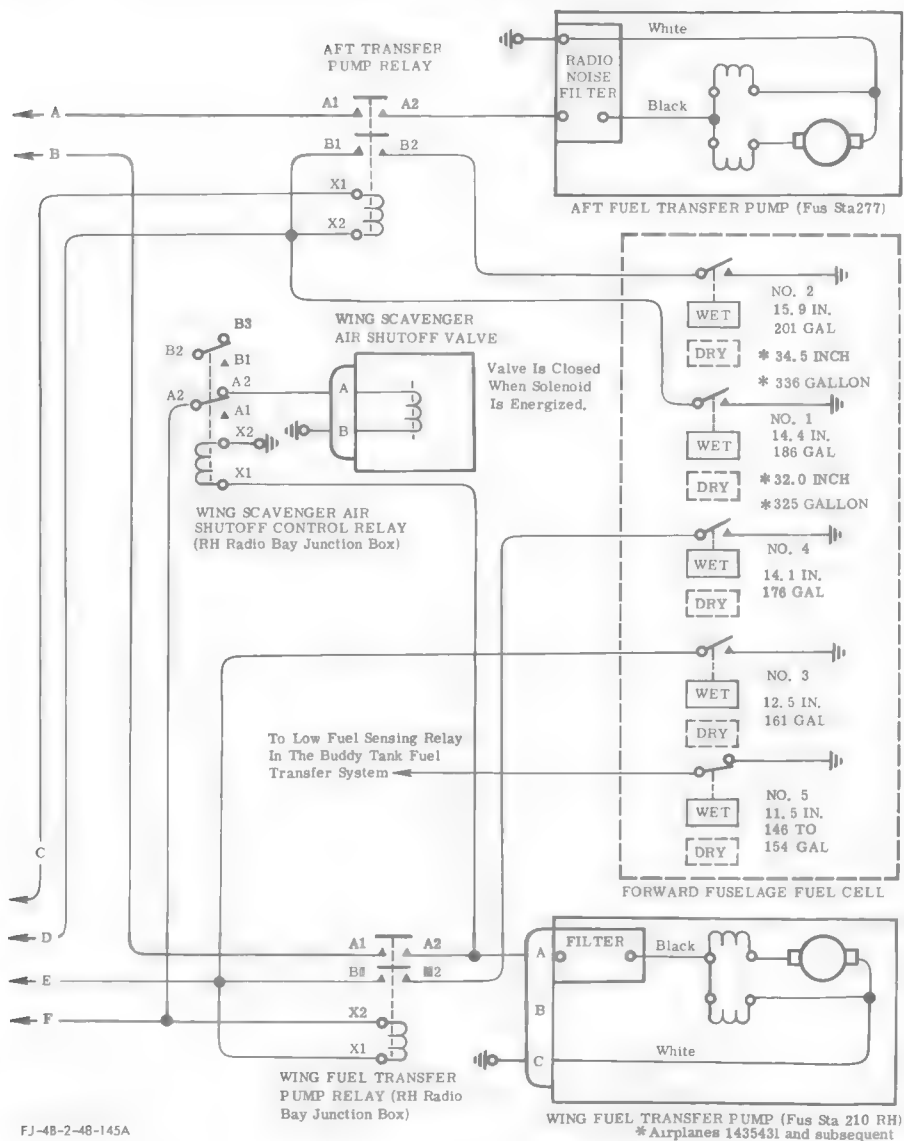 AFT TRANSFER
PUMP RELAY
White
RADIO
NOISE
FILTER
Black
A
A1
A2
B
B1
B2
X1
X2
AFT FUEL TRANSFER PUMP (Fus Sta277)
B3
B2
B1
A2
A2
A1
X2
X1
WING SCAVENGER
AIR SHUTOFF VALVE
A
B
Valve Is Closed
When Solenoid
Is Energized.
WING SCAVENGER AIR
SHUTOFF CONTROL RELAY
(RH Radio Bay Junction Box)
NO. 2
WET
15.9 IN.
201 GAL
DRY
* 34.5 INCH
* 336 GALLON
NO. 1
WET
14.4 IN.
186 GAL
DRY
*32.0 INCH
*325 GALLON
NO. 4
WET
14.1 IN.
176 GAL
DRY
NO. 3
WET
12.5 IN.
161 GAL
DRY
To Low Fuel Sensing Relay
In The Buddy Tank Fuel
Transfer System
NO. 5
WET
11.5 IN.
146 TO
154 GAL
DRY
FORWARD FUSELAGE FUEL CELL
C
D
E
F
A1
A2
X2
X1
WING FUEL TRANSFER
PUMP RELAY (RH Radio
Bay Junction Box)
A
FILTER
Black
B
C
White
WING FUEL TRANSFER PUMP (Fus Sta 210 RH)
* Airplanes 1435431 and subsequent
FJ-4B-2-48-145A